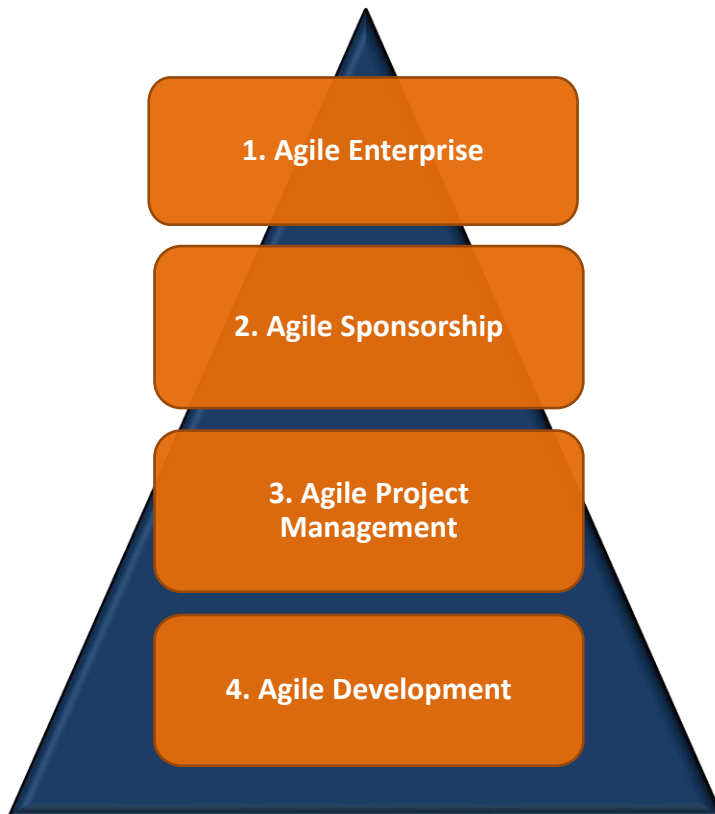 1. Agile Enterprise
2. Agile Sponsorship
3. Agile Project
Management
4. Agile Development